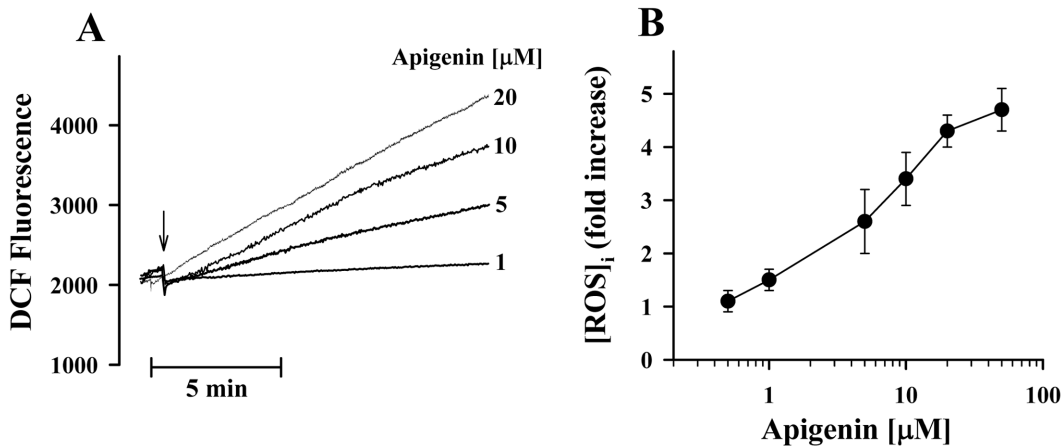 A
Apigenin [μM]
20
10
5
1
4000
3000
2000
1000
DCF Fluorescence
5 min
B
5
4
3
2
1
0
[ROS]i (fold increase)
1
10
100
Apigenin [μM]